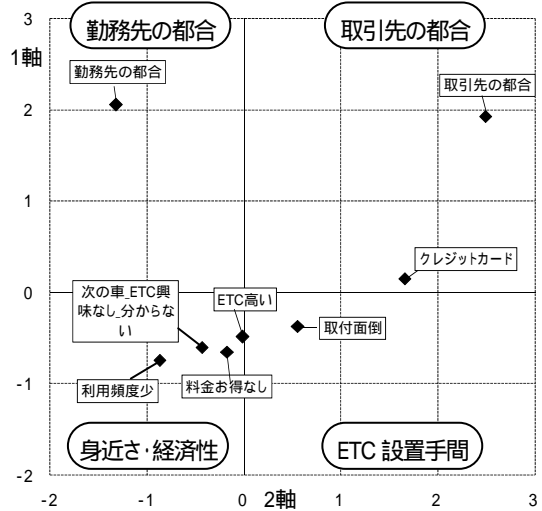 3
勤務先の都合
取引先の都合
1軸
勤務先の都合
取引先の都合
2
1
クレジットカード
次の車_ETC興
味なし_分からな
い
ETC高い
0
取付面倒
利用頻度少
料金お得なし
-1
身近さ・経済性
ETC 設置手間
-2
-2
-1
0
2軸
1
2
3